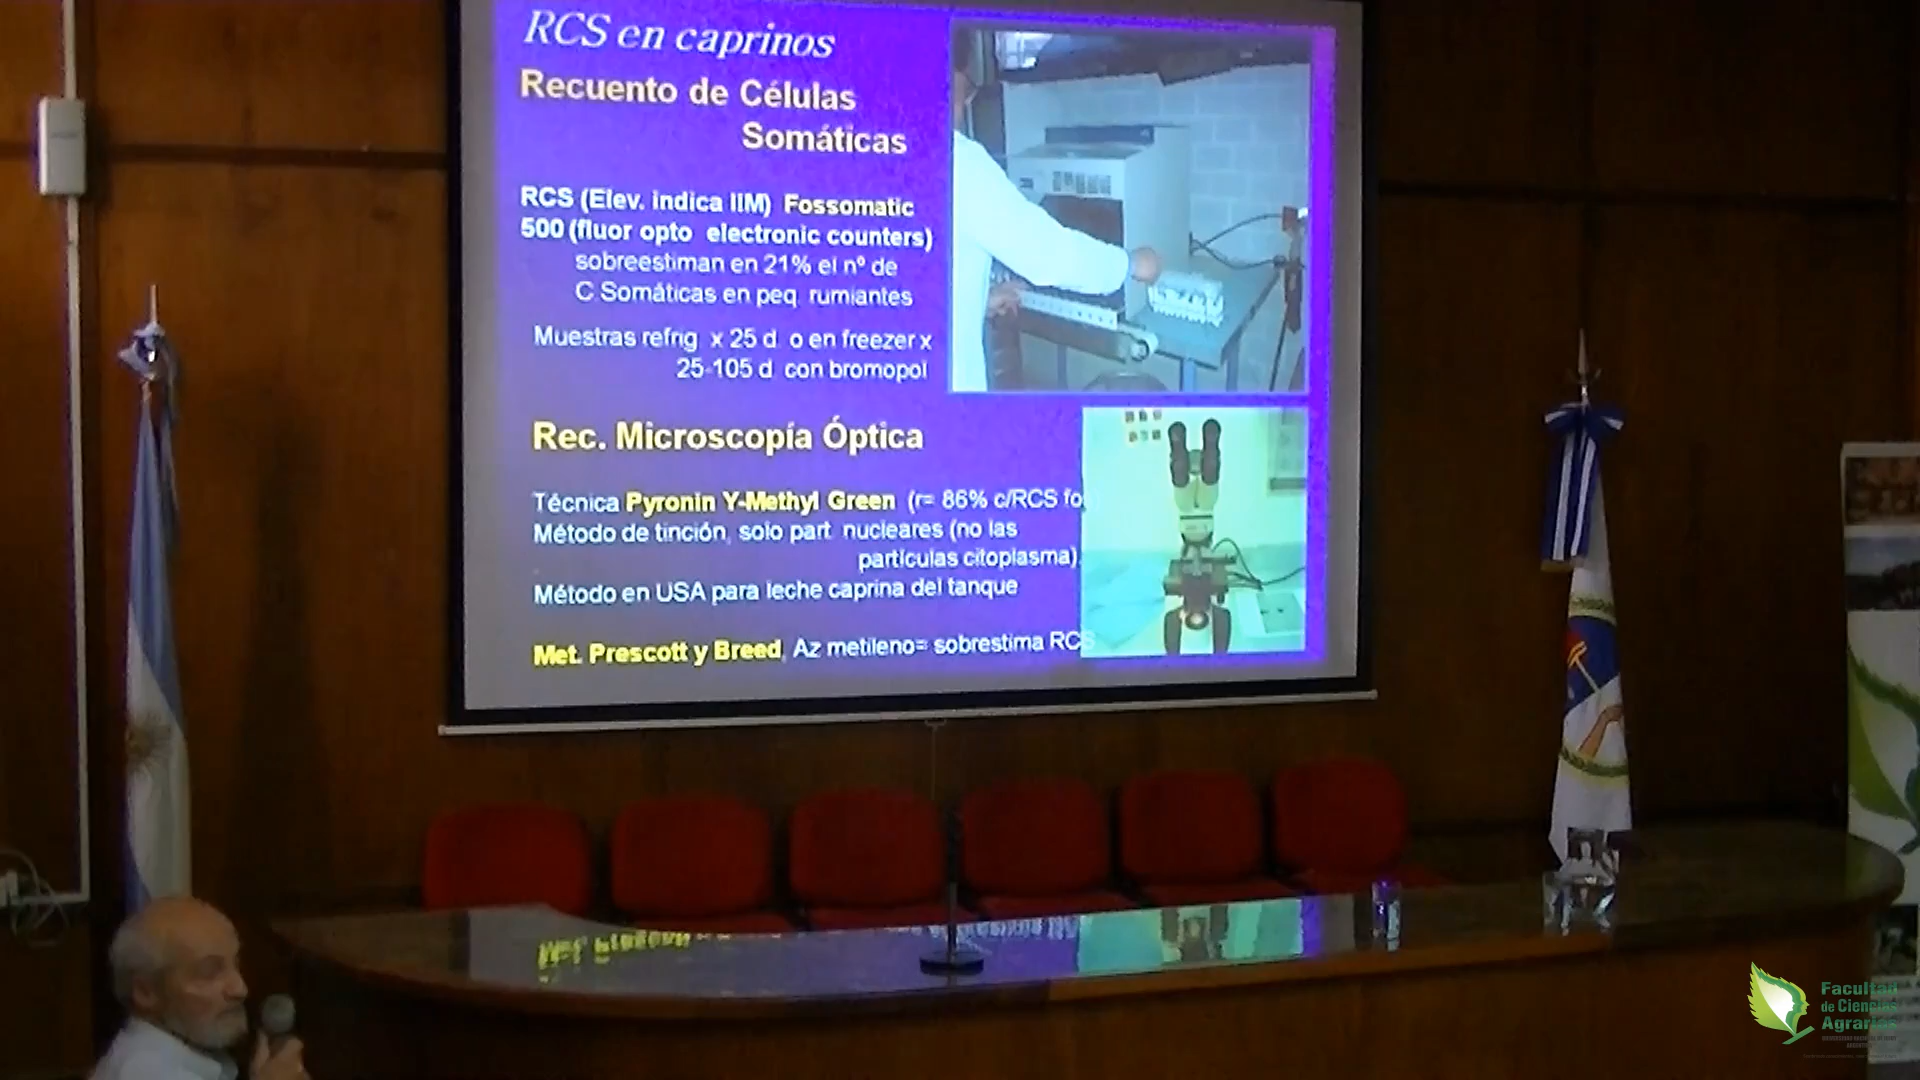 RCS en caprinos
Recuento de Células
Somáticas
RCS (Elev. indica IIM) Fossomatic
500 (fluor opto electronic counters)
sobreestiman en 21% el nº de
C Somáticas en peq. rumiantes
Muestras refrig. x 25 d. o en freezer x
25-105 d. con bromopol
Rec. Microscopía Óptica
Técnica Pyronin Y-Methyl Green (r= 86% c/RCS fo
Método de tinción, solo part. nucleares (no las
partículas citoplasma).
Método en USA para leche caprina del tanque
Met. Prescott y Breed, Az metileno= sobrestima RCS
Facultad
de Ciencias
Agrarias